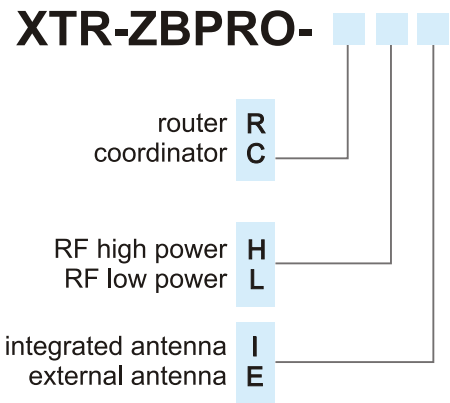 XTR-ZBPRO-
router R
coordinator C
RF high power H
RF low power L
integrated antenna I
external antenna E